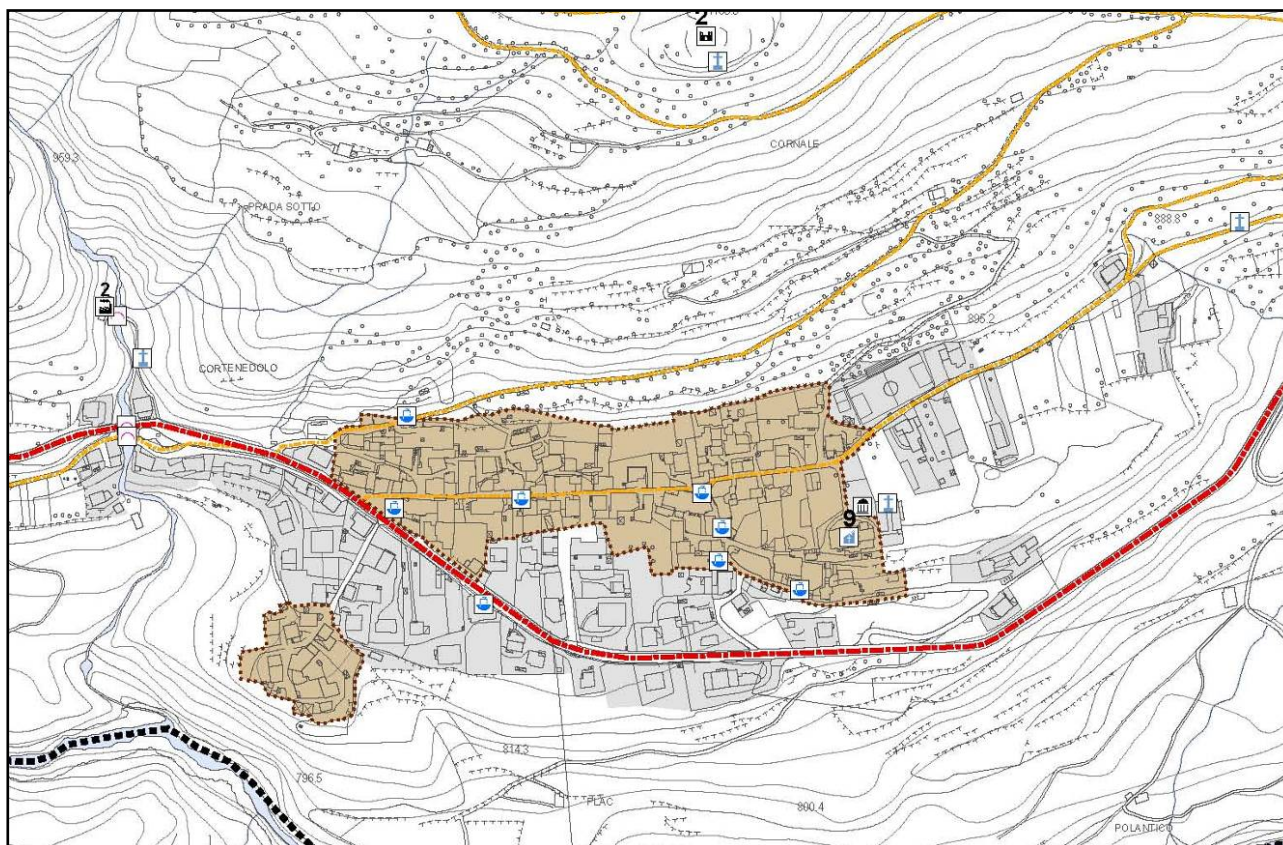 2
CORNALE
959.3
PRADA SOTTO
888.8
2
895.2
CORTENEDOLO
9
814.3
796.5
PLAC
800.4
POLANTICO